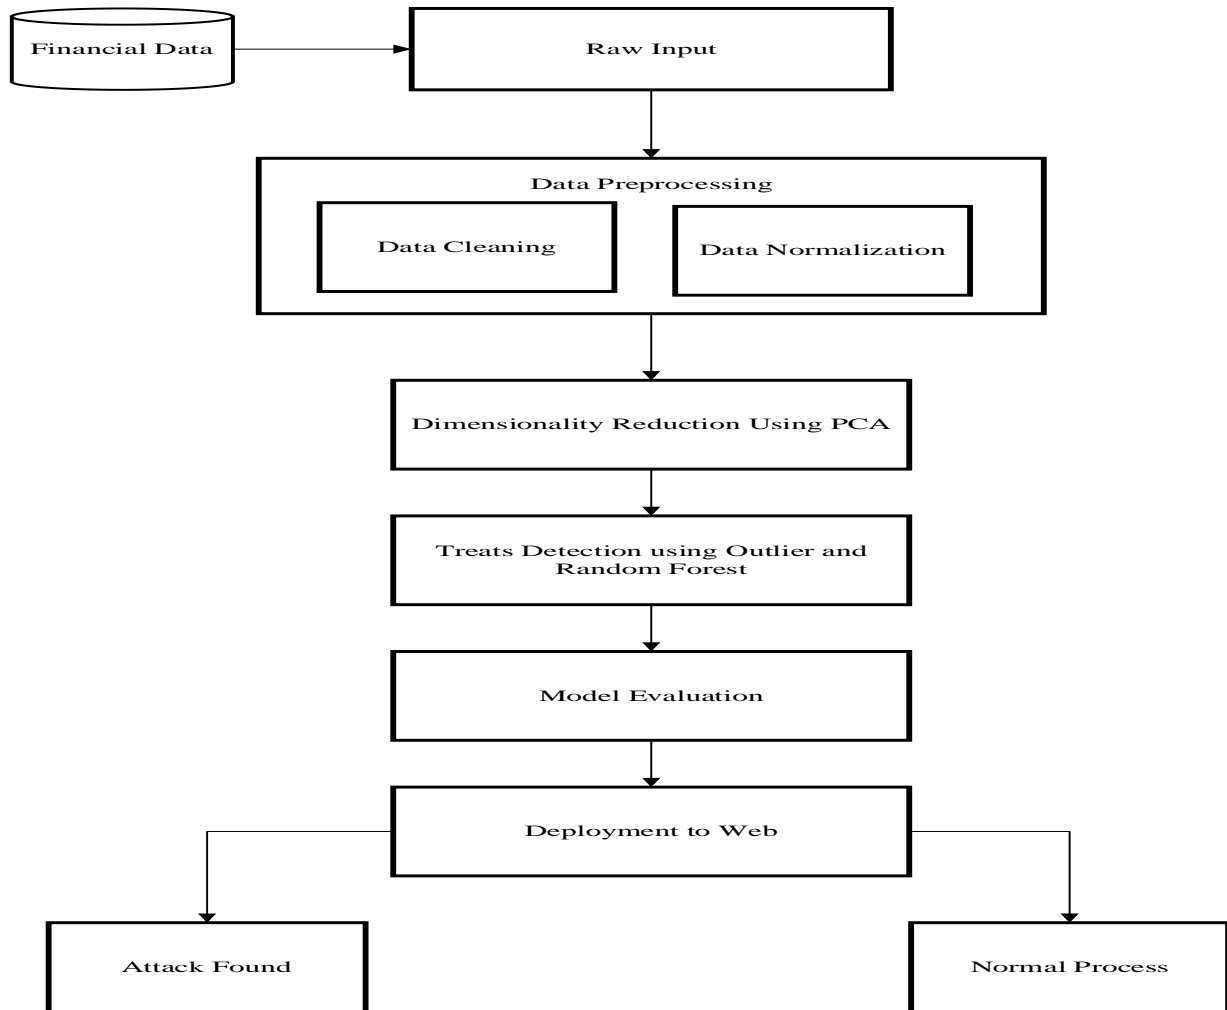 Financial Data
Raw Input
Data Preprocessing
Data Cleaning
Data Normalization
Dimensionality Reduction Using PCA
Treats Detection using Outlier and
Random Forest
Model Evaluation
Deployment to Web
Attack Found
Normal Process